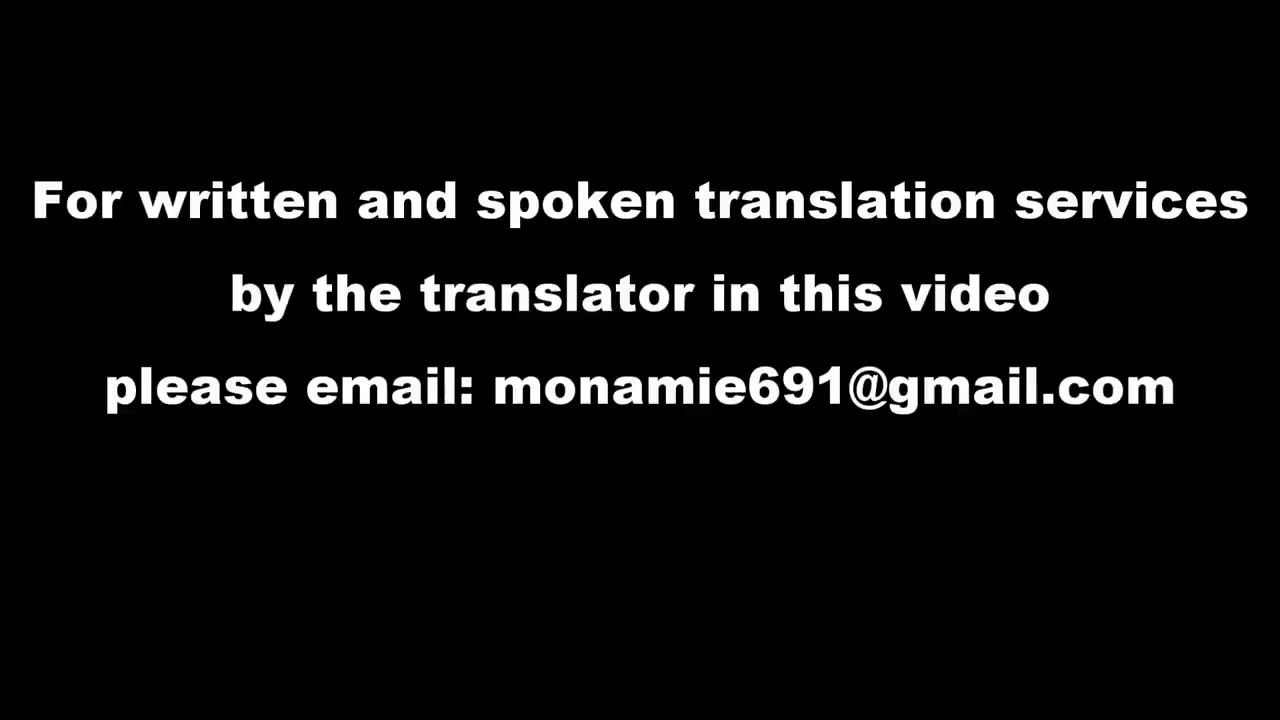 For written and spoken translation services
by the translator in this video
please email: monamie691@gmail.com